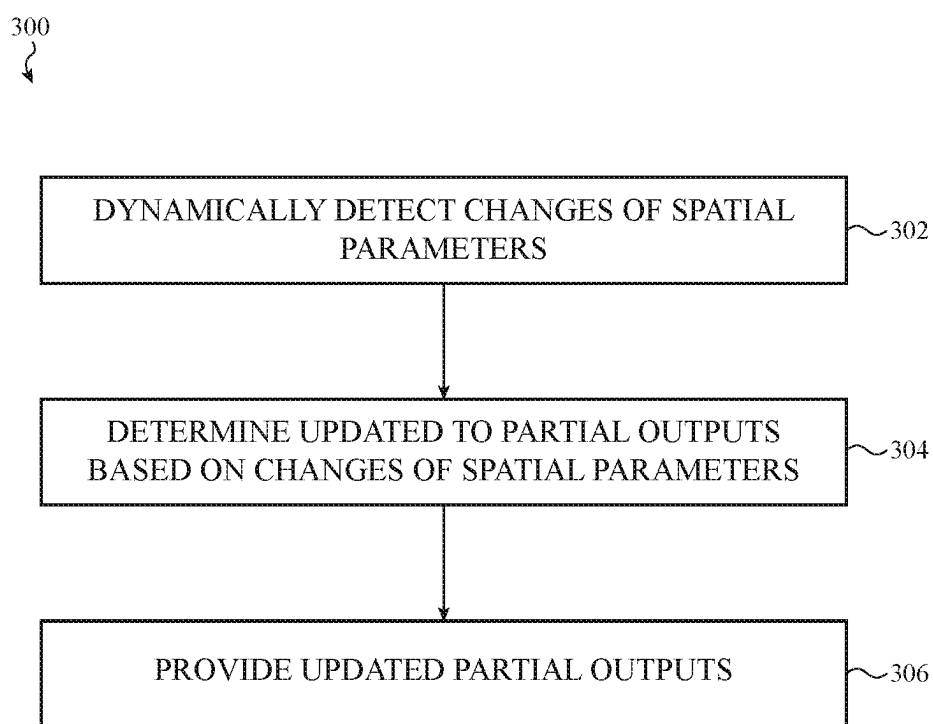 300
DYNAMICALLY DETECT CHANGES OF SPATIAL
PARAMETERS
302
DETERMINE UPDATED TO PARTIAL OUTPUTS
BASED ON CHANGES OF SPATIAL PARAMETERS
304
PROVIDE UPDATED PARTIAL OUTPUTS
306